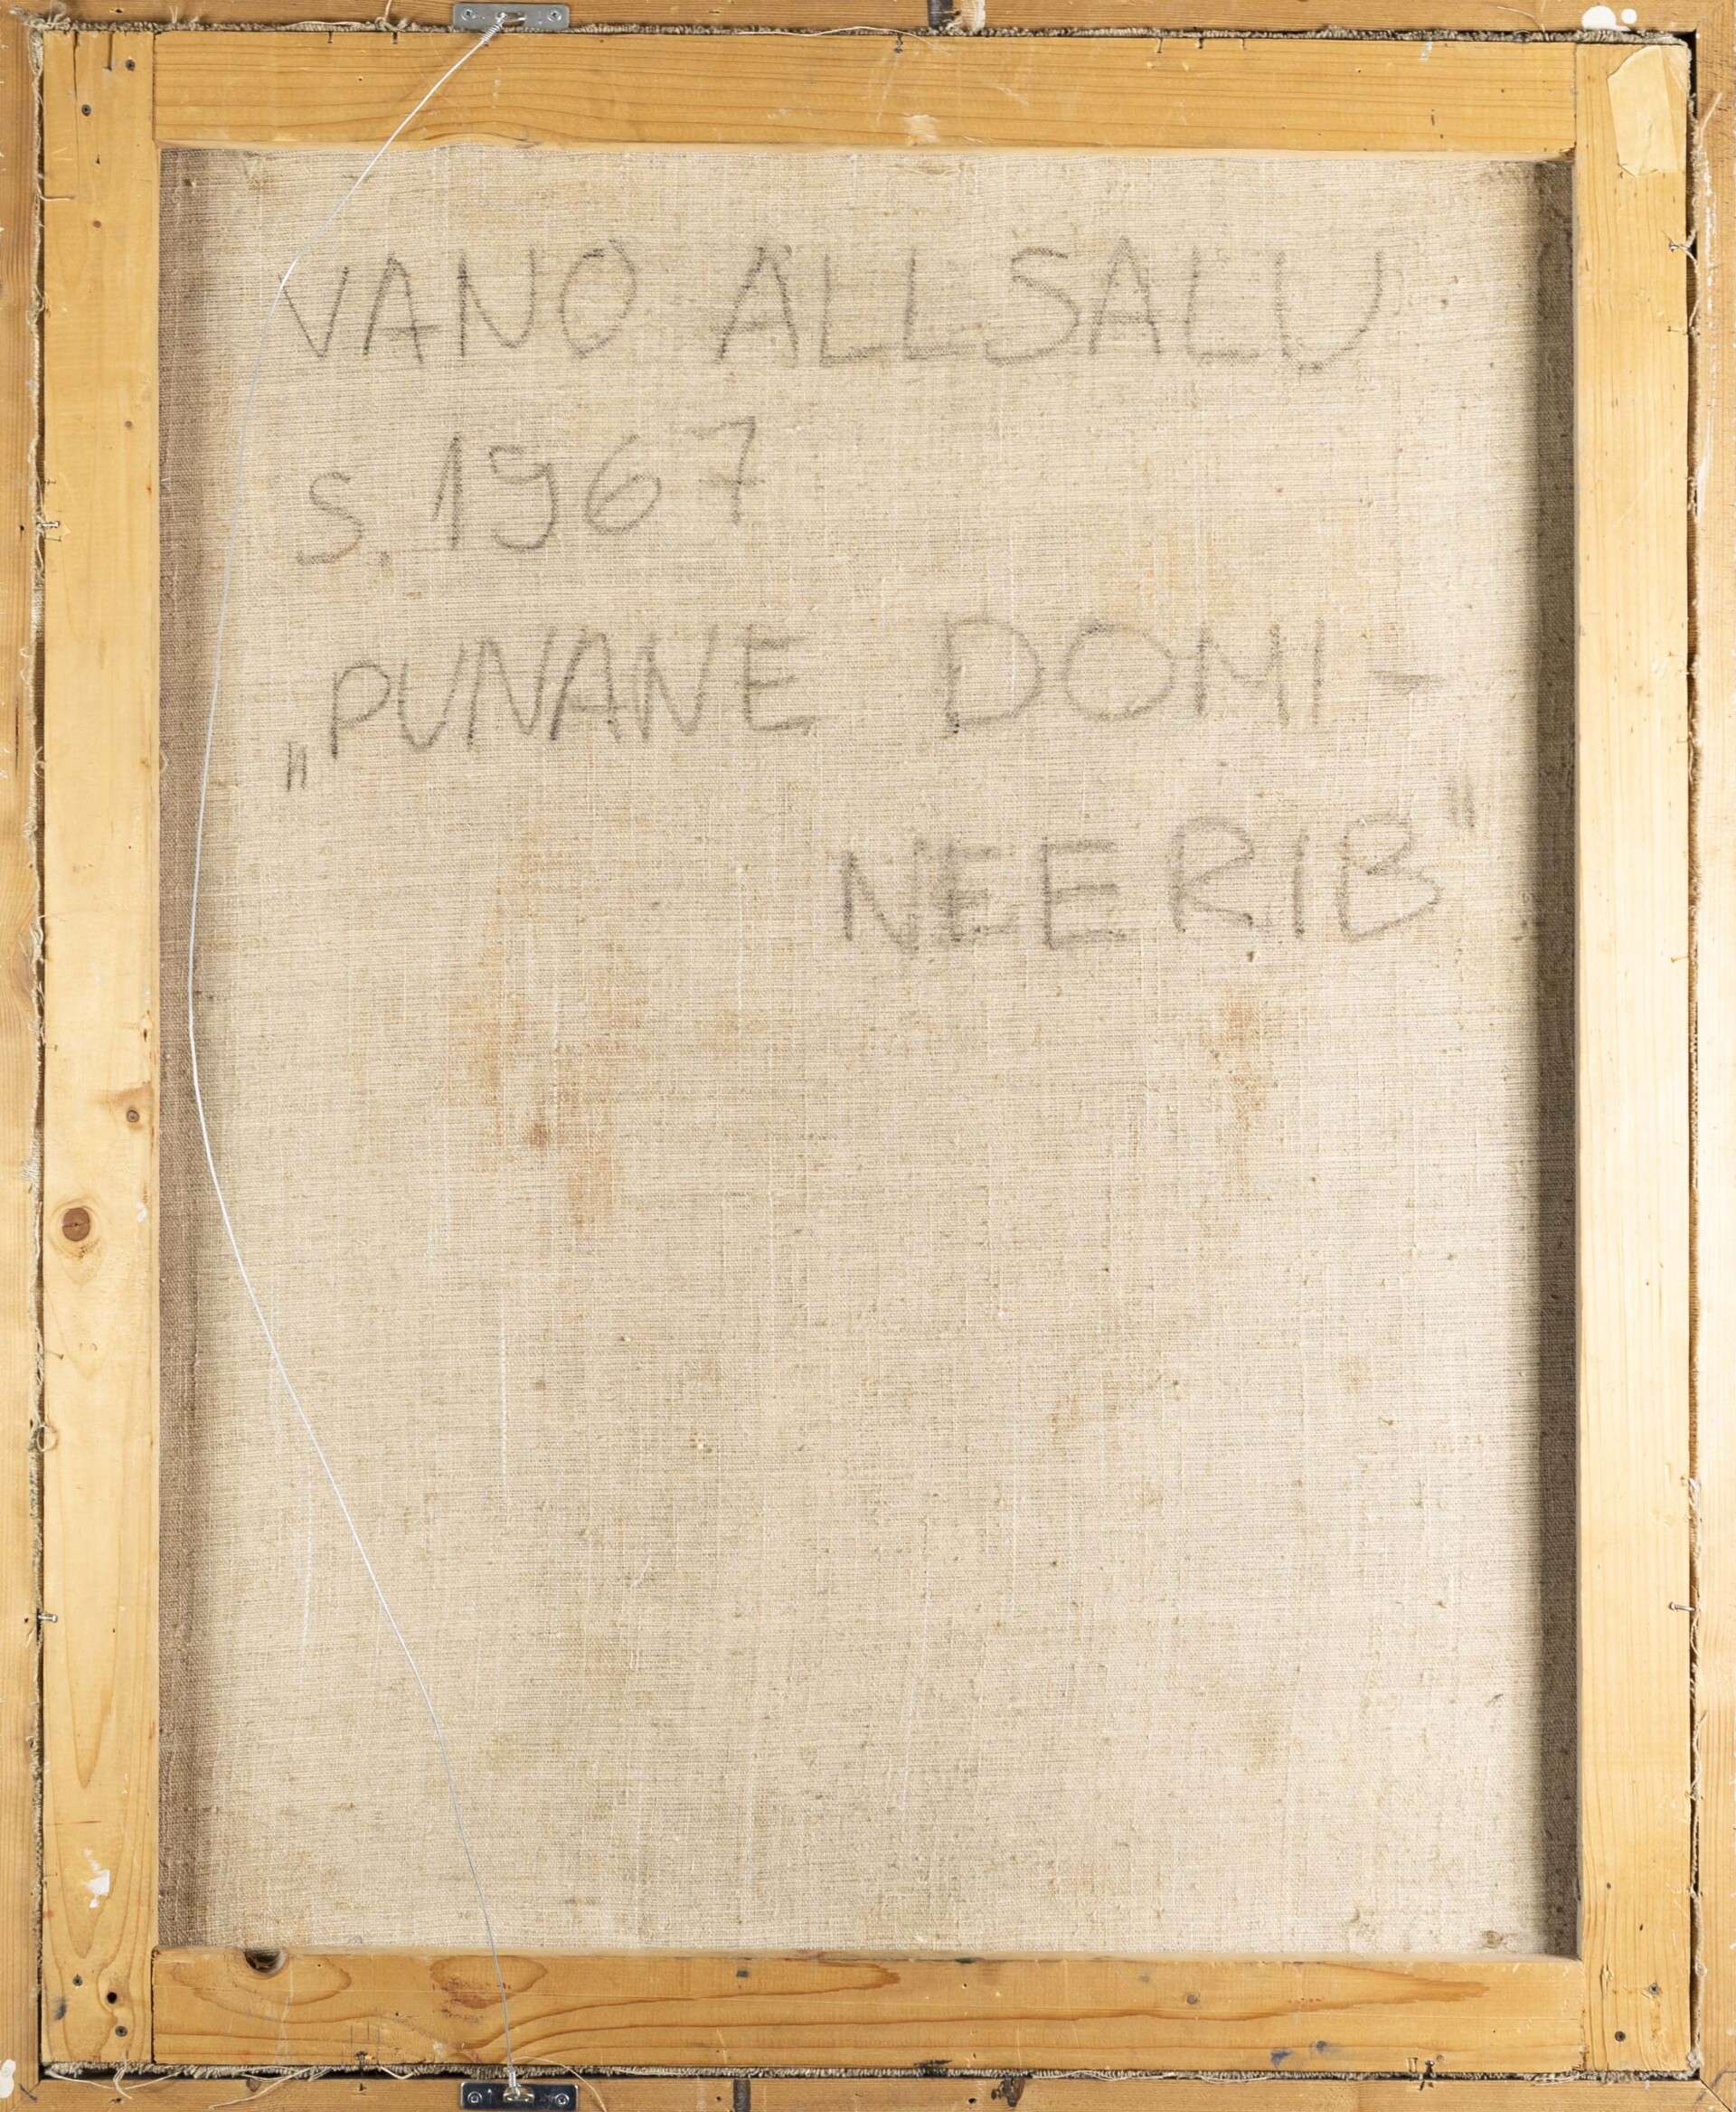 VANO ALLSALU
S. 1967
„PUNANE DOMI-
NEERIB"